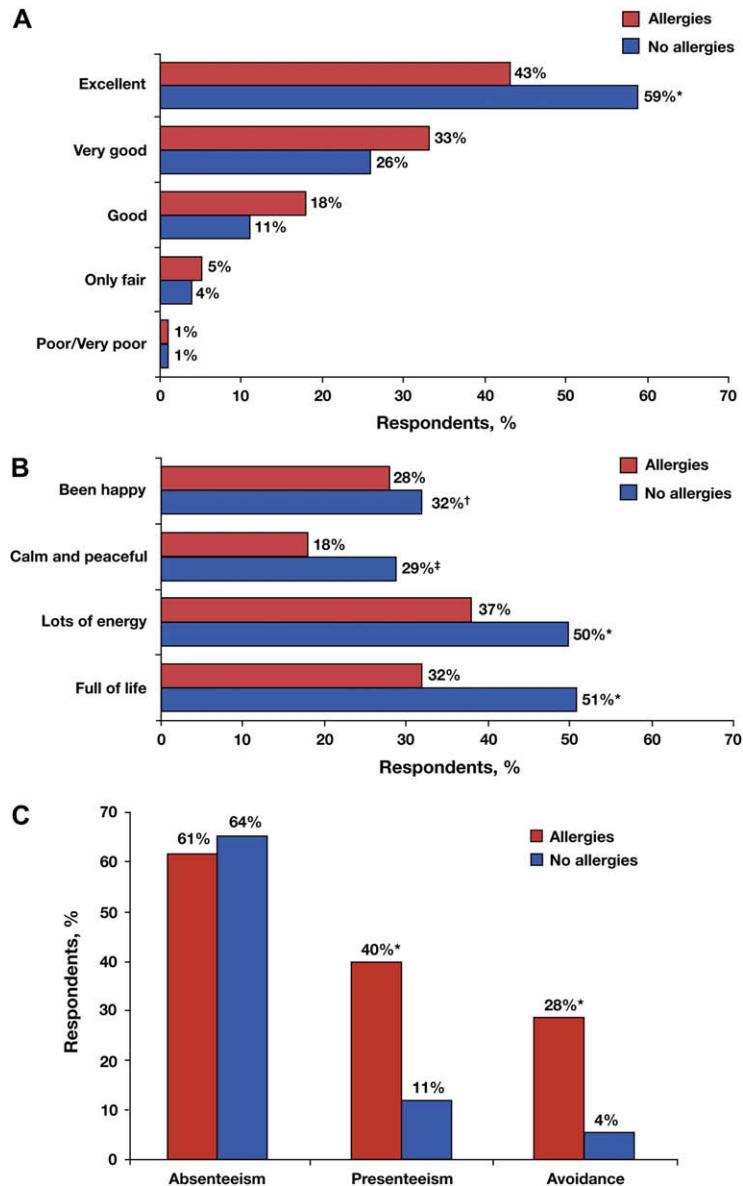 A
Allergies
No allergies
Excellent
43%
59%*
Very good
33%
26%
Good
18%
11%
Only fair
5%
4%
Poor/Very poor
1%
1%
0 10 20 30 40 50 60 70
Respondents, %
B
Allergies
No allergies
Been happy
28%
32%†
Calm and peaceful
18%
29%‡
Lots of energy
37%
50%*
Full of life
32%
51%*
0 10 20 30 40 50 60 70
Respondents, %
C
Allergies
No allergies
Respondents, %
70
60
50
40
30
20
10
0
61% 64%
40%*
11%
28%*
4%
Absenteeism Presenteeism Avoidance